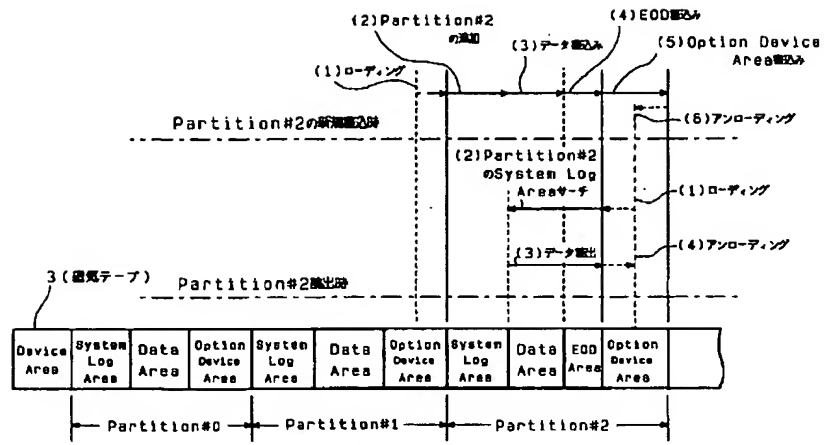 (2)Partition#2
の追加
(4)EOD書込み
(3)データ書込み
(5)Option Device
Area書込み
(1)ローディング
Partition#2の新規書込時
(6)アンローディング
(2)Partition#2
のSystem Log
Areaサーチ
(1)ローディング
(3)データ読出
(4)アンローディング
3(磁気テープ)
Partition#2読出時
Device
Area
System
Log
Area
Data
Area
Option
Device
Area
System
Log
Area
Data
Area
Option
Device
Area
System
Log
Area
Data
Area
EOD
Area
Option
Device
Area
Partition#0
Partition#1
Partition#2